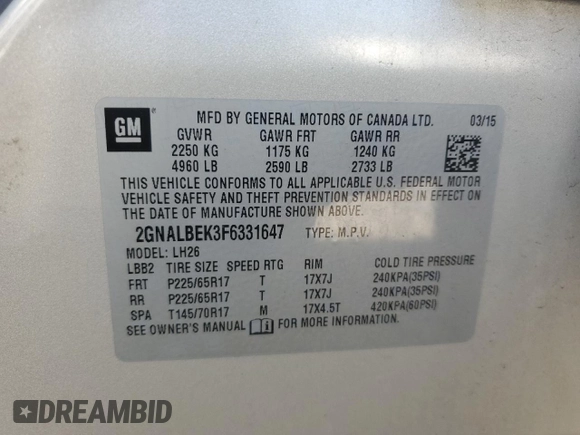 GM
MFD BY GENERAL MOTORS OF CANADA LTD. 03/15
GVWR GAWR FRT GAWR RR
2250 KG 1175 KG 1240 KG
4960 LB 2590 LB 2733 LB
THIS VEHICLE CONFORMS TO ALL APPLICABLE U.S. FEDERAL MOTOR
VEHICLE SAFETY AND THEFT PREVENTION STANDARDS IN EFFECT ON
THE DATE OF MANUFACTURE SHOWN ABOVE.
2GNALBEK3F6331647 TYPE: M.P.V.
MODEL: LH26
LBB2 TIRE SIZE SPEED RTG RIM COLD TIRE PRESSURE
FRT P225/65R17 T 17X7J 240KPA(35PSI)
RR P225/65R17 T 17X7J 240KPA(35PSI)
SPA T145/70R17 M 17X4.5T 420KPA(60PSI)
SEE OWNER'S MANUAL FOR MORE INFORMATION.
DREAMBID